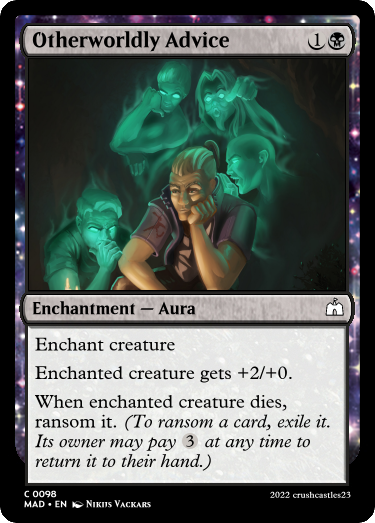 Otherworldly Advice 1
Enchantment — Aura
Enchant creature
Enchanted creature gets +2/+0.
When enchanted creature dies,
ransom it. (To ransom a card, exile it.
Its owner may pay 3 at any time to
return it to their hand.)
C 0098
MAD • EN Nikijs Vackars
2022 crushcastles23